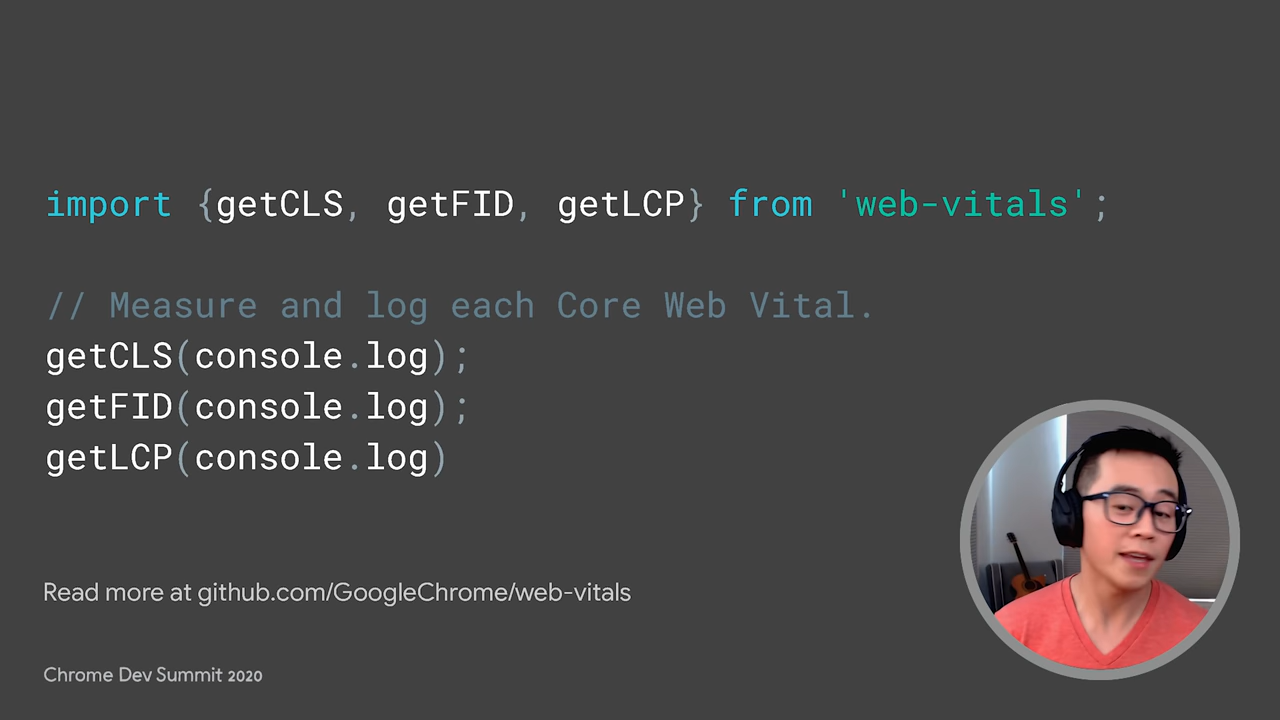 import {getCLS, getFID, getLCP} from 'web-vitals';
// Measure and log each Core Web Vital.
getCLS(console.log);
getFID(console.log);
getLCP(console.log)
Read more at github.com/GoogleChrome/web-vitals
Chrome Dev Summit 2020